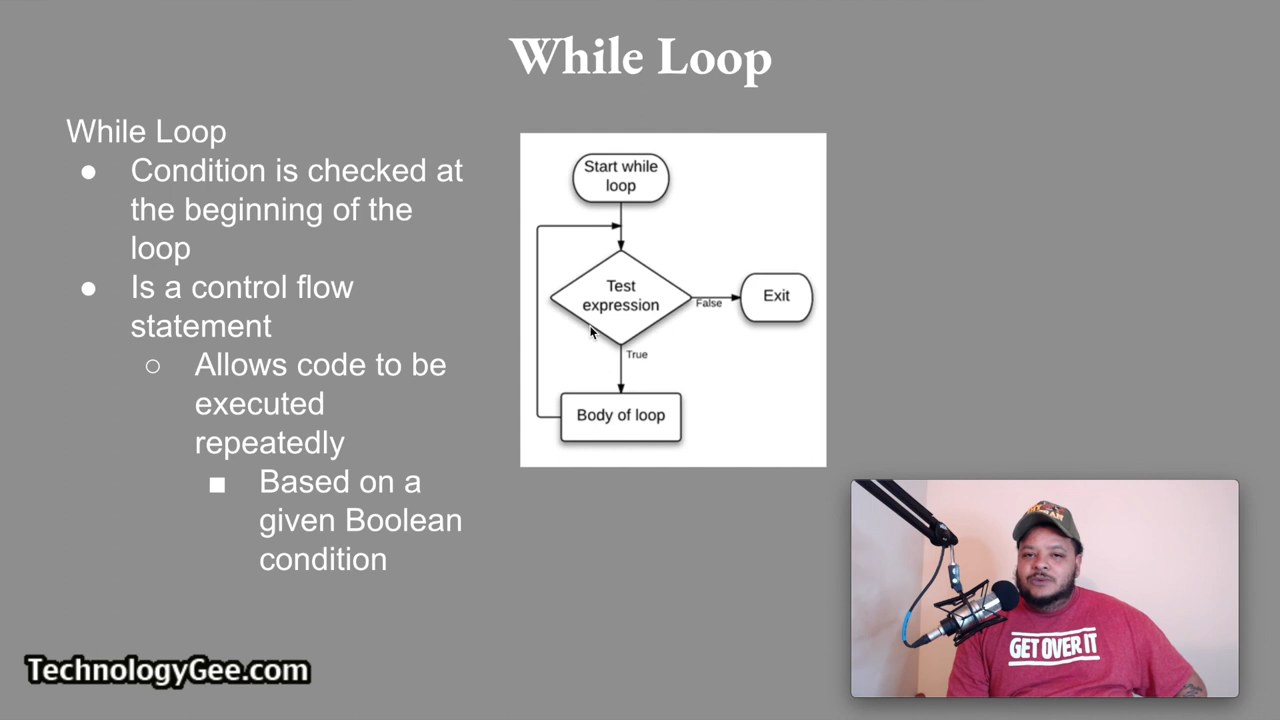 While Loop
While Loop
● Condition is checked at
the beginning of the
loop
● Is a control flow
statement
○ Allows code to be
executed
repeatedly
■ Based on a
given Boolean
condition
Start while
loop
Test
expression
False
Exit
True
Body of loop
GET OVER IT
TechnologyGee.com